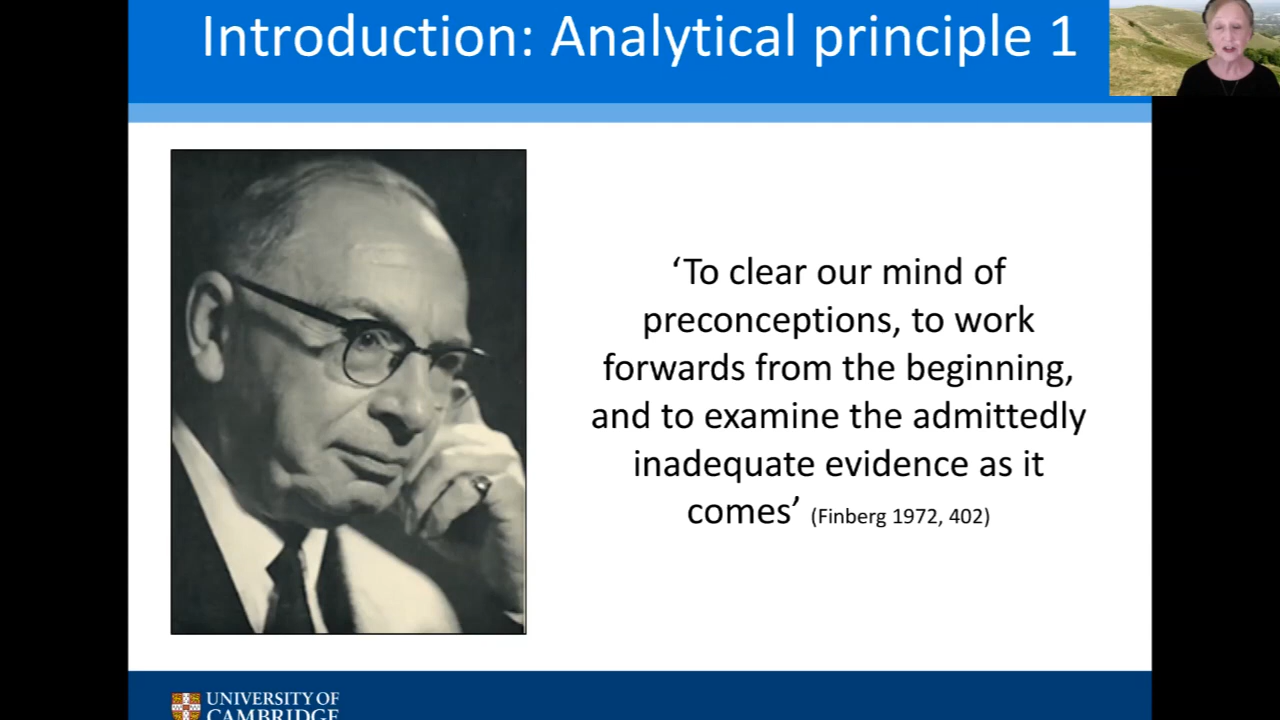 Introduction: Analytical principle 1
‘To clear our mind of
preconceptions, to work
forwards from the beginning,
and to examine the admittedly
inadequate evidence as it
comes’ (Finberg 1972, 402)
UNIVERSITY OF
CAMBRIDGE